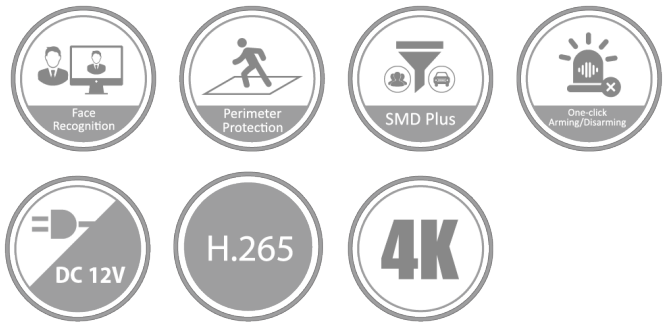 Face
Recognition
Perimeter
Protection
SMD Plus
One-click
Arming/Disarming
DC 12V
H.265
4K